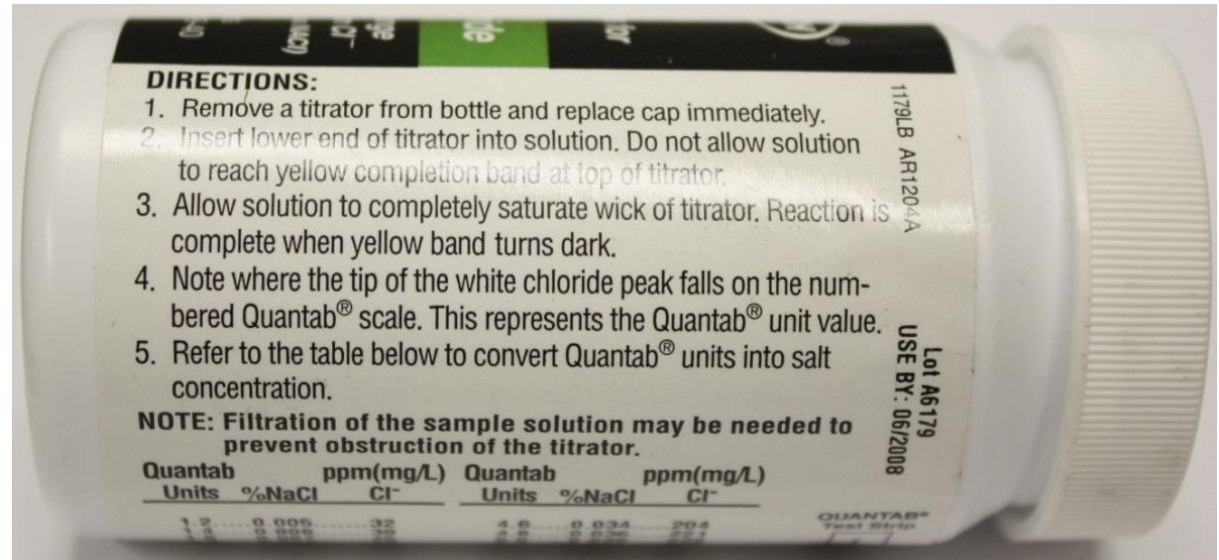 tor
ide
nge
Cl⁻
NaCl)
®
DIRECTIONS:
1. Remove a titrator from bottle and replace cap immediately.
2. Insert lower end of titrator into solution. Do not allow solution
to reach yellow completion band at top of titrator.
3. Allow solution to completely saturate wick of titrator. Reaction is
complete when yellow band turns dark.
4. Note where the tip of the white chloride peak falls on the num-
bered Quantab® scale. This represents the Quantab® unit value.
5. Refer to the table below to convert Quantab® units into salt
concentration.
NOTE: Filtration of the sample solution may be needed to
prevent obstruction of the titrator.
Quantab ppm(mg/L) Quantab ppm(mg/L)
Units %NaCl Cl⁻ Units %NaCl Cl⁻
1.2.....0.005.......32 4.6.....0.034.....204
QUANTAB®
Test Strip
1179LB AR1204A
Lot A6179
USE BY: 06/2008